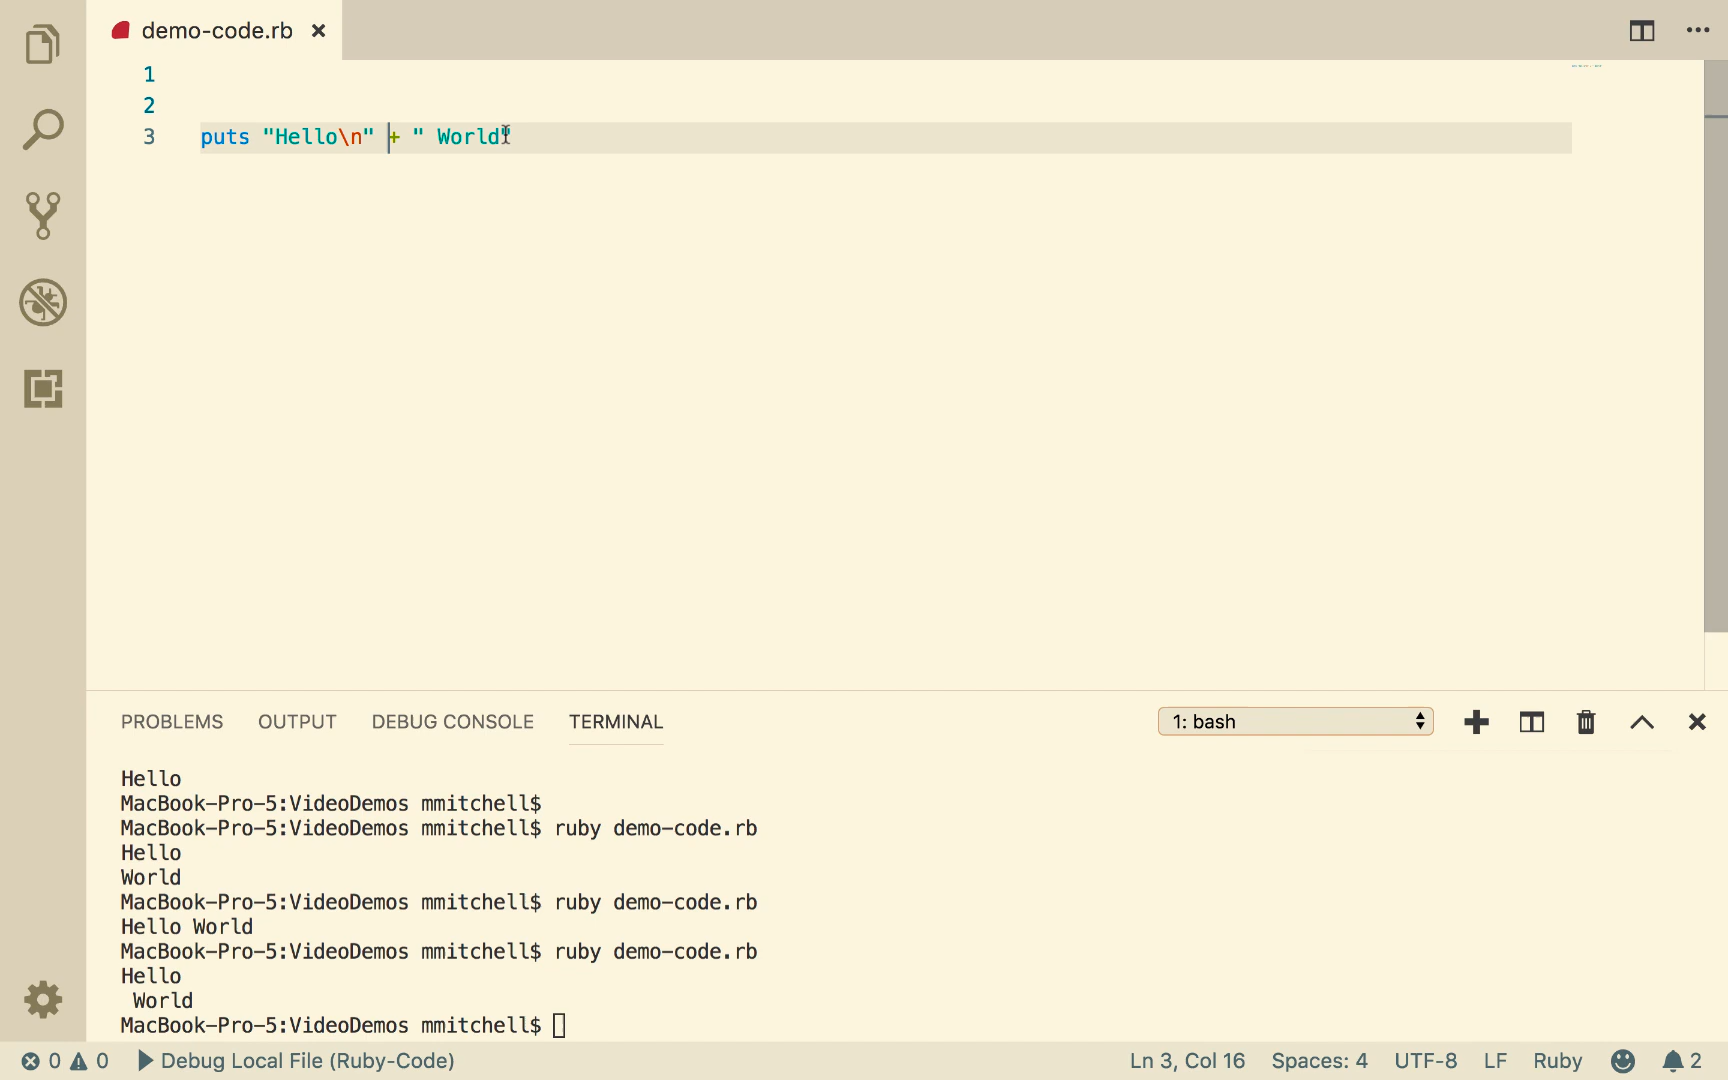 demo-code.rb
1
2
3 puts "Hello\n" + " World"
PROBLEMS OUTPUT DEBUG CONSOLE TERMINAL 1: bash
Hello
MacBook-Pro-5:VideoDemos mmitchell$
MacBook-Pro-5:VideoDemos mmitchell$ ruby demo-code.rb
Hello
World
MacBook-Pro-5:VideoDemos mmitchell$ ruby demo-code.rb
Hello World
MacBook-Pro-5:VideoDemos mmitchell$ ruby demo-code.rb
Hello
 World
MacBook-Pro-5:VideoDemos mmitchell$
0 0 Debug Local File (Ruby-Code) Ln 3, Col 16 Spaces: 4 UTF-8 LF Ruby 2